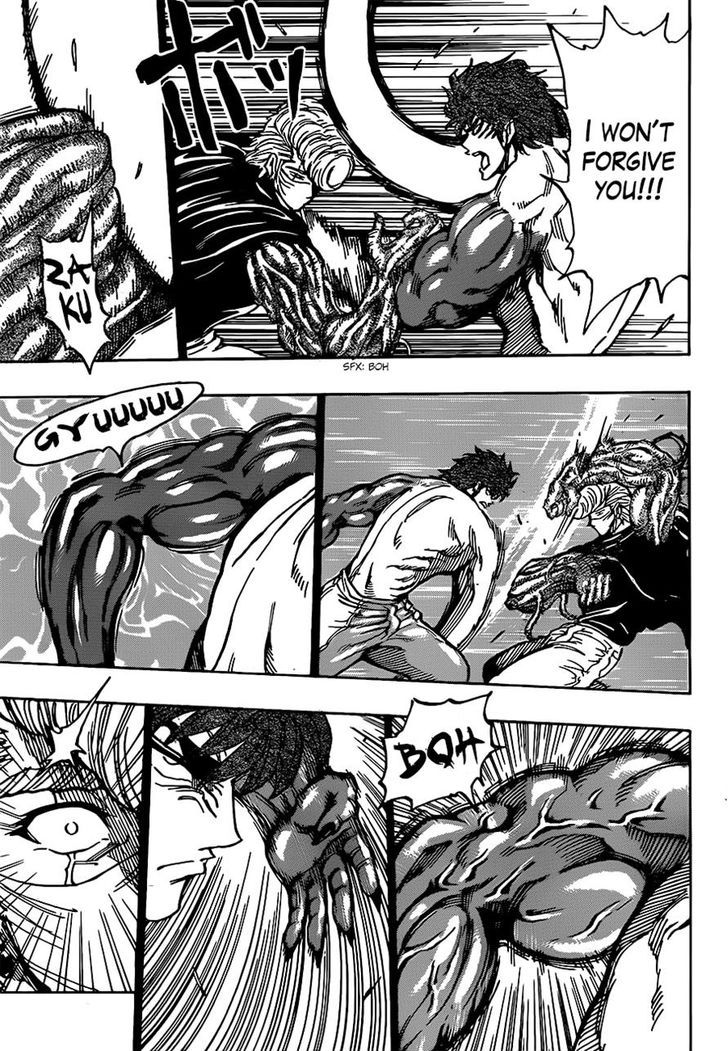 I WON'T
FORGIVE
YOU!!!
ボッ
SFX: BOH
ZA
KU
GYUUUUU
BOH